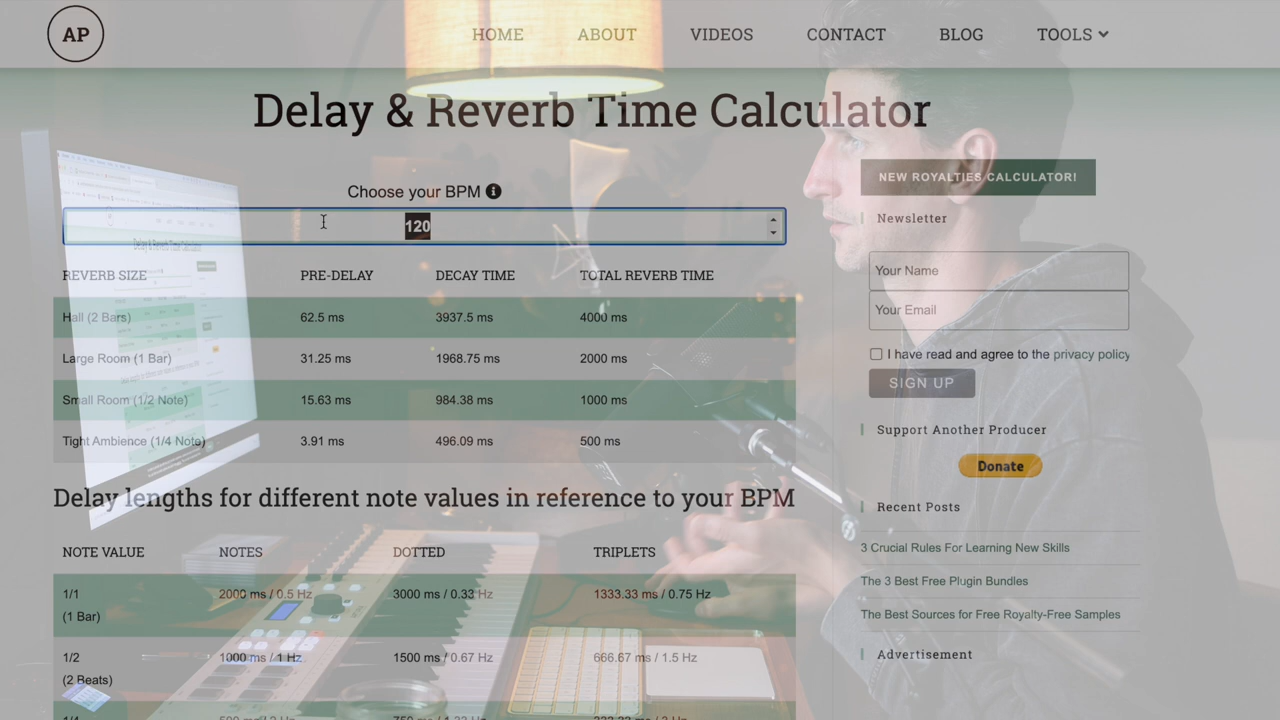 AP
HOME ABOUT VIDEOS CONTACT BLOG TOOLS
Delay & Reverb Time Calculator
Choose your BPM
120
REVERB SIZE PRE-DELAY DECAY TIME TOTAL REVERB TIME
Hall (2 Bars) 62.5 ms 3937.5 ms 4000 ms
Large Room (1 Bar) 31.25 ms 1968.75 ms 2000 ms
Small Room (1/2 Note) 15.63 ms 984.38 ms 1000 ms
Tight Ambience (1/4 Note) 3.91 ms 496.09 ms 500 ms
Delay lengths for different note values in reference to your BPM
NOTE VALUE NOTES DOTTED TRIPLETS
1/1 2000 ms / 0.5 Hz 3000 ms / 0.33 Hz 1333.33 ms / 0.75 Hz
(1 Bar)
1/2 1000 ms / 1 Hz 1500 ms / 0.67 Hz 666.67 ms / 1.5 Hz
(2 Beats)
NEW ROYALTIES CALCULATOR!
Newsletter
Your Name
Your Email
I have read and agree to the privacy policy
SIGN UP
Support Another Producer
Donate
Recent Posts
3 Crucial Rules For Learning New Skills
The 3 Best Free Plugin Bundles
The Best Sources for Free Royalty-Free Samples
Advertisement